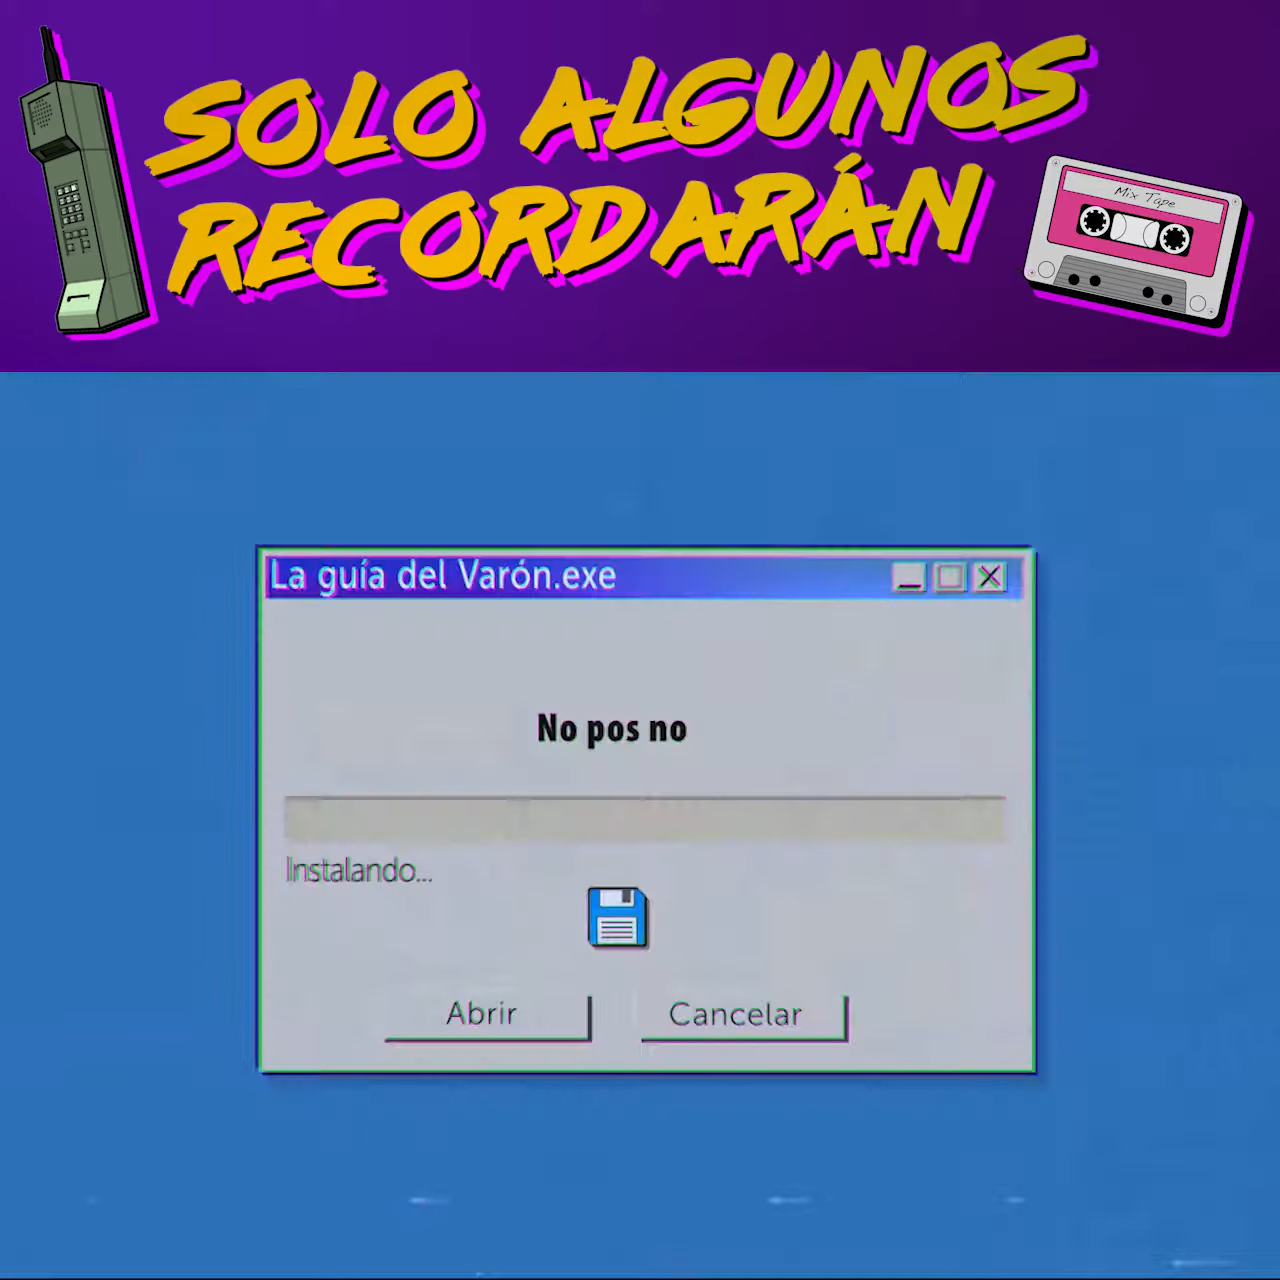 SOLO ALGUNOS
RECORDARÁN
Mix Tape
La guía del Varón.exe
No pos no
Instalando...
Abrir
Cancelar